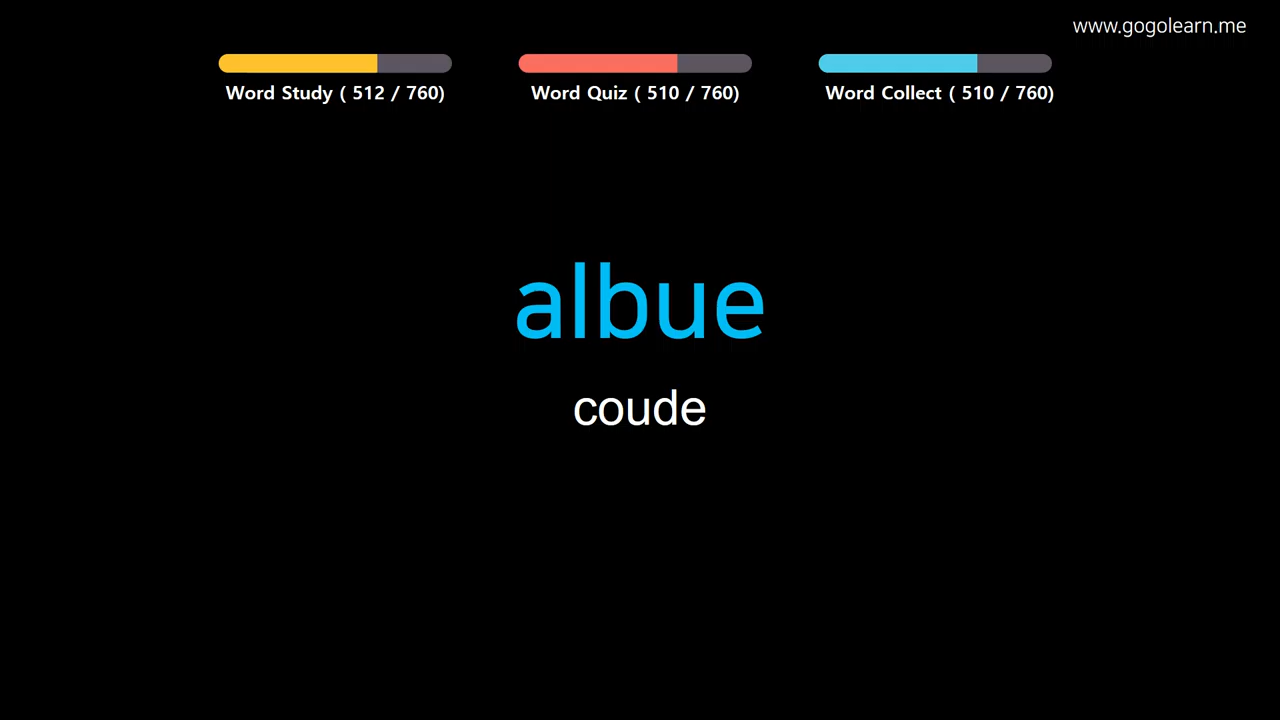 www.gogolearn.me
Word Study ( 512 / 760)
Word Quiz ( 510 / 760)
Word Collect ( 510 / 760)
albue
coude